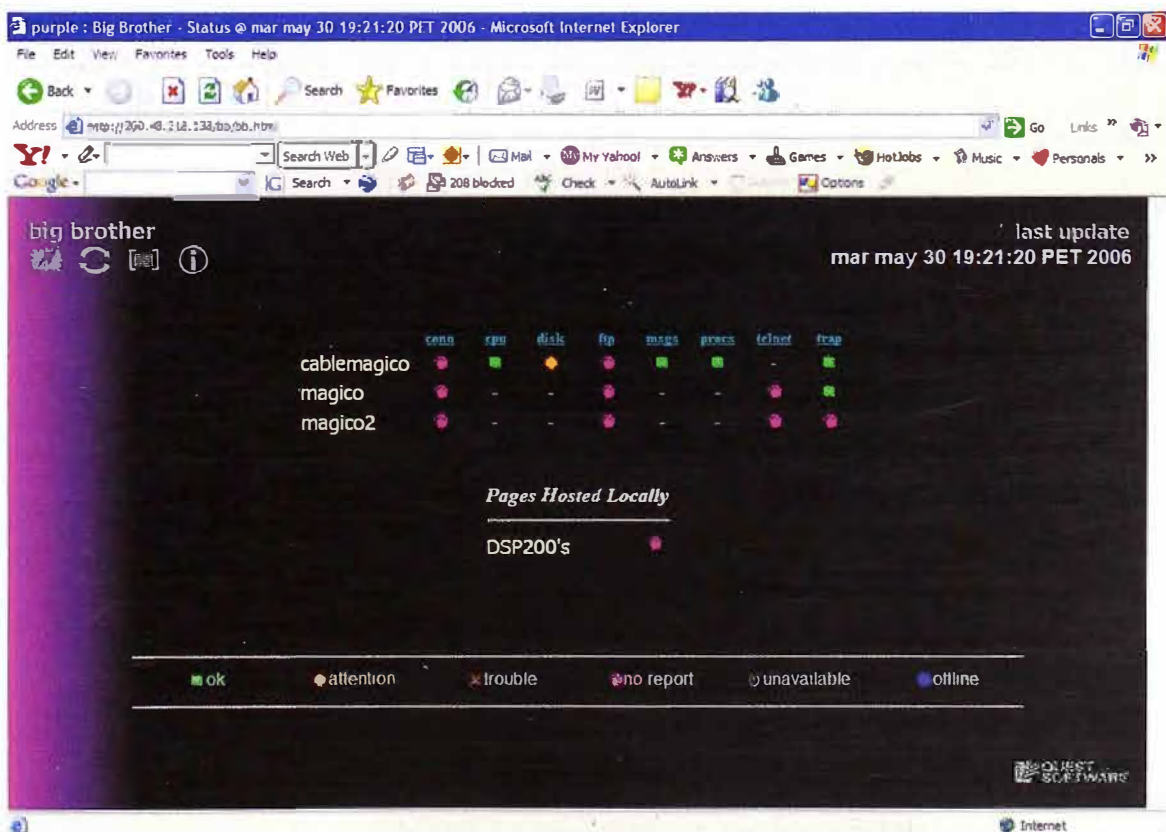 purple : Big Brother - Status @ mar may 30 19:21:20 PET 2006 - Microsoft Internet Explorer
File Edit View Favorites Tools Help
Back Search Favorites
Address Go Links »
Y! Search Web Mail My Yahoo! Answers Games HotJobs Music Personals »
Google Search 208 blocked Check AutoLink Options
big brother
last update
mar may 30 19:21:20 PET 2006
conn cpu disk ftp msgs procs telnet trap
cablemagico -
magico - - - -
magico2 - - - -
Pages Hosted Locally
DSP200's
ok attention trouble no report unavailable offline
QUEST SOFTWARE
Internet